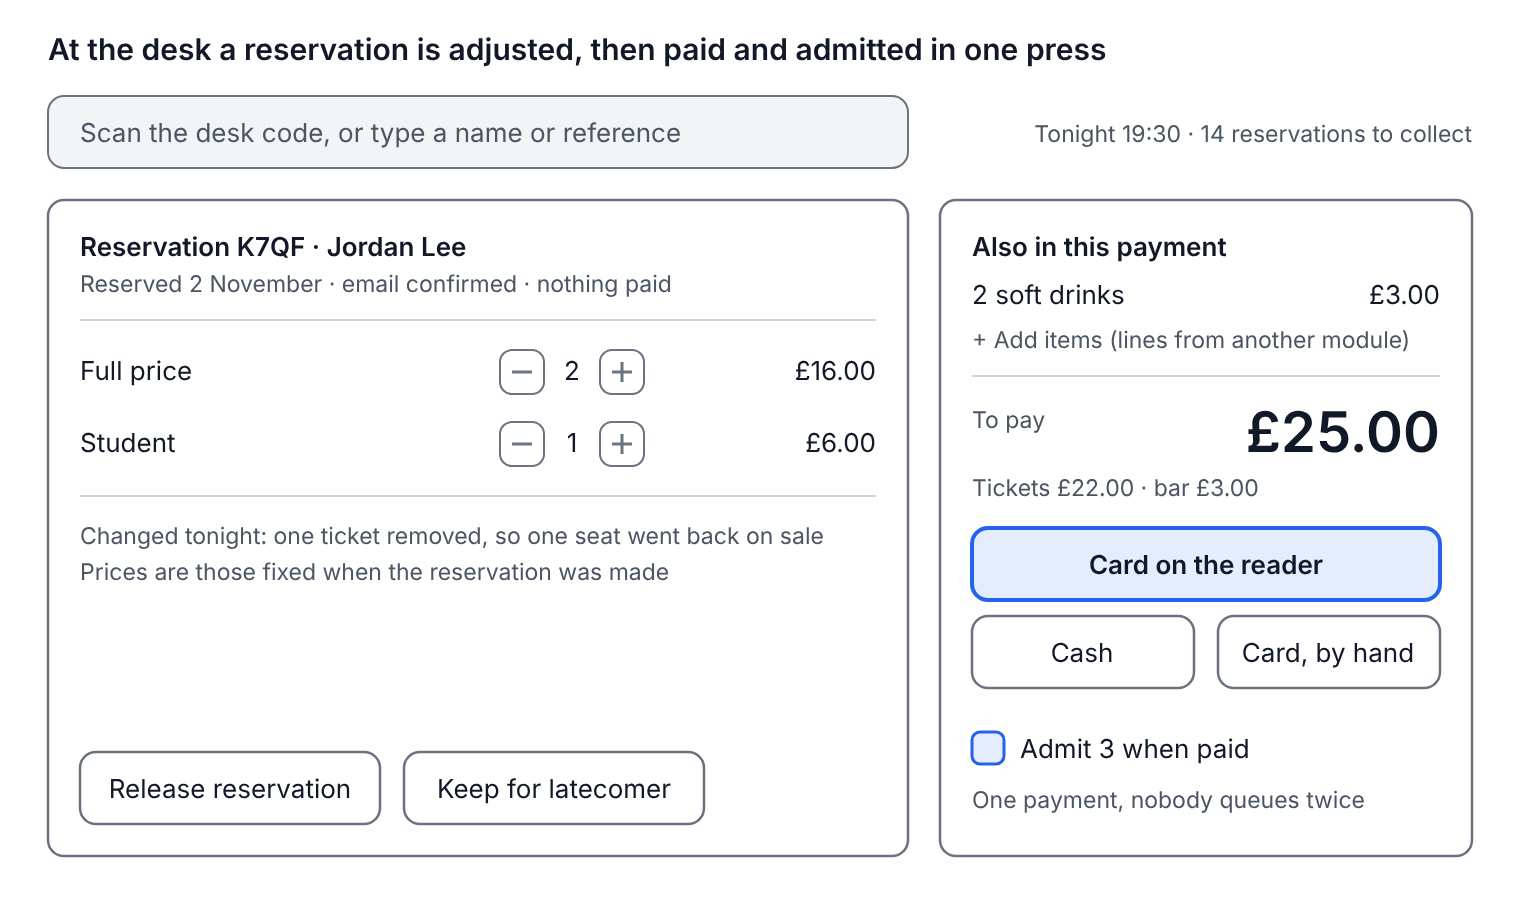 At the desk a reservation is adjusted, then paid and admitted in one press
Scan the desk code, or type a name or reference
Tonight 19:30 · 14 reservations to collect
Reservation K7QF · Jordan Lee
Reserved 2 November · email confirmed · nothing paid
Full price − 2 + £16.00
Student − 1 + £6.00
Changed tonight: one ticket removed, so one seat went back on sale
Prices are those fixed when the reservation was made
Release reservation
Keep for latecomer
Also in this payment
2 soft drinks £3.00
+ Add items (lines from another module)
To pay £25.00
Tickets £22.00 · bar £3.00
Card on the reader
Cash
Card, by hand
Admit 3 when paid
One payment, nobody queues twice